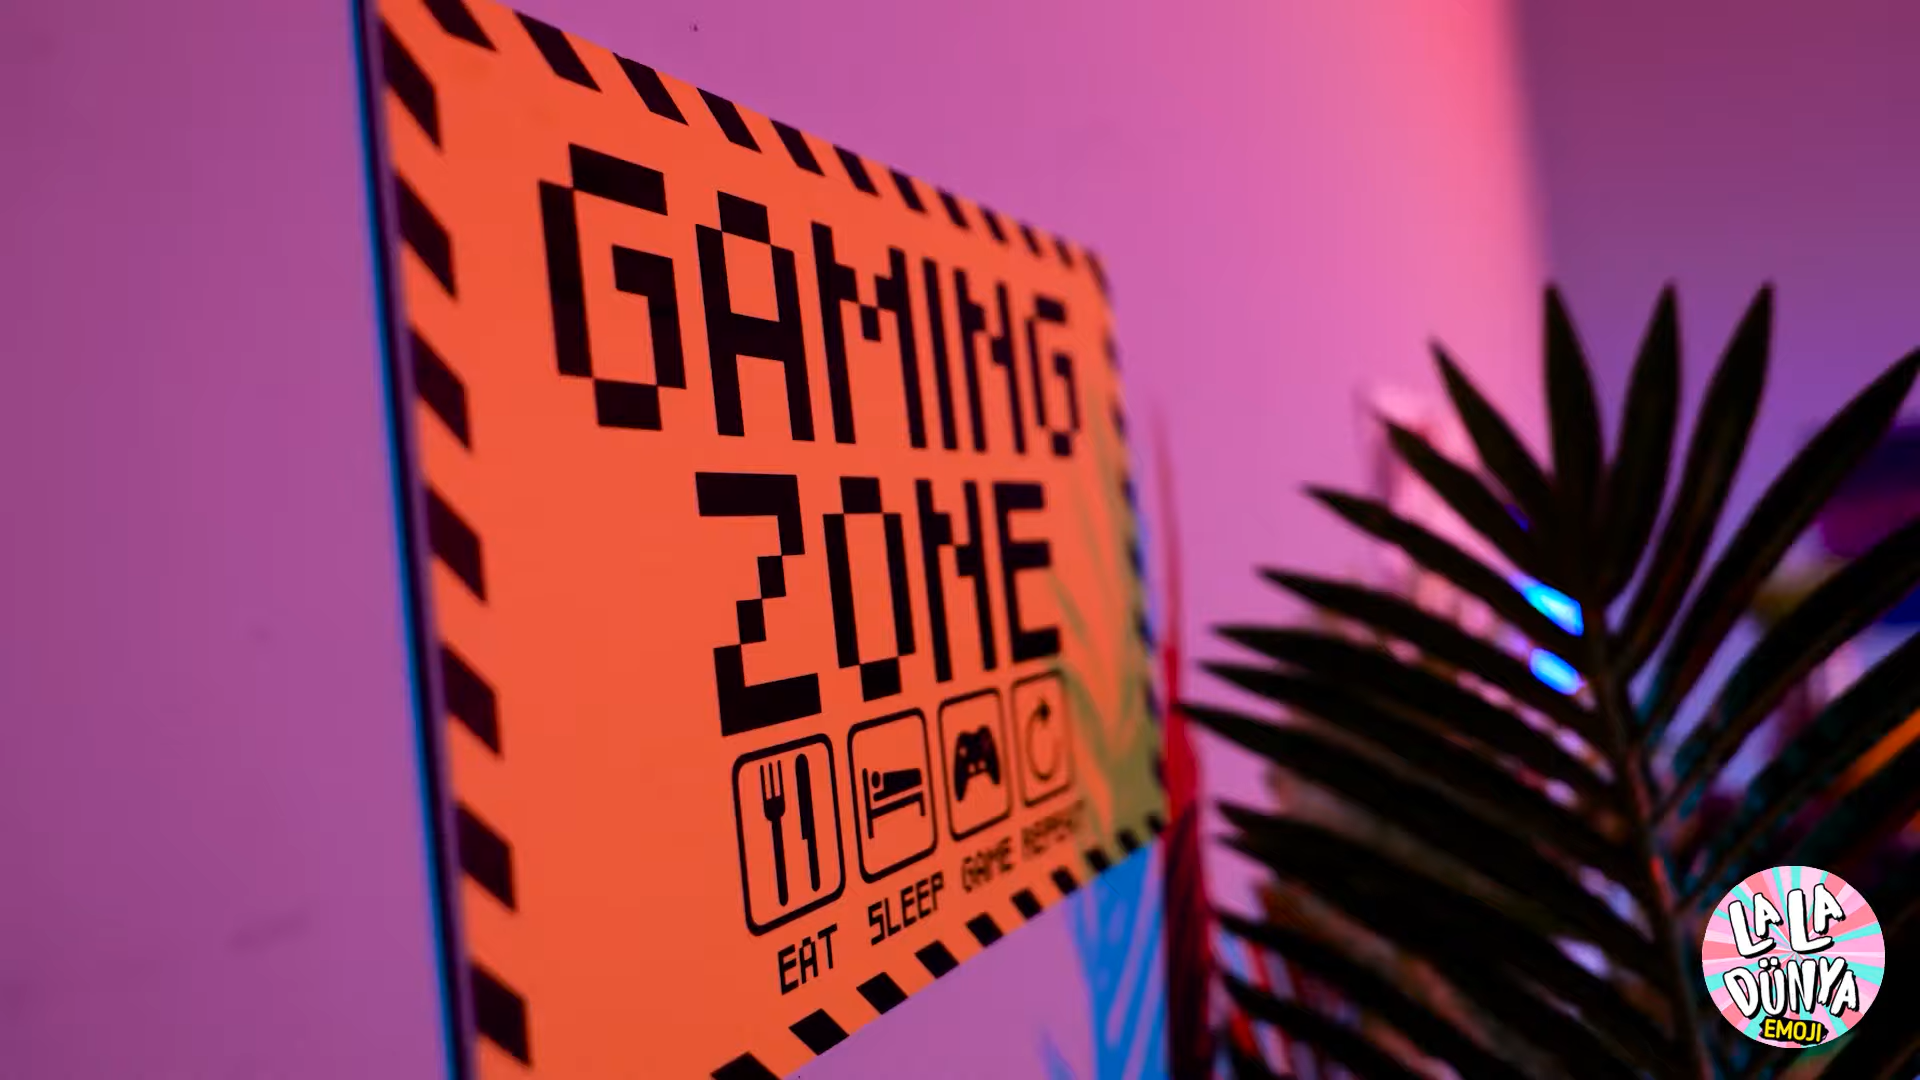 GAMING
ZONE
EAT SLEEP GAME REPEAT
LA LA
DÜNYA
EMOJI